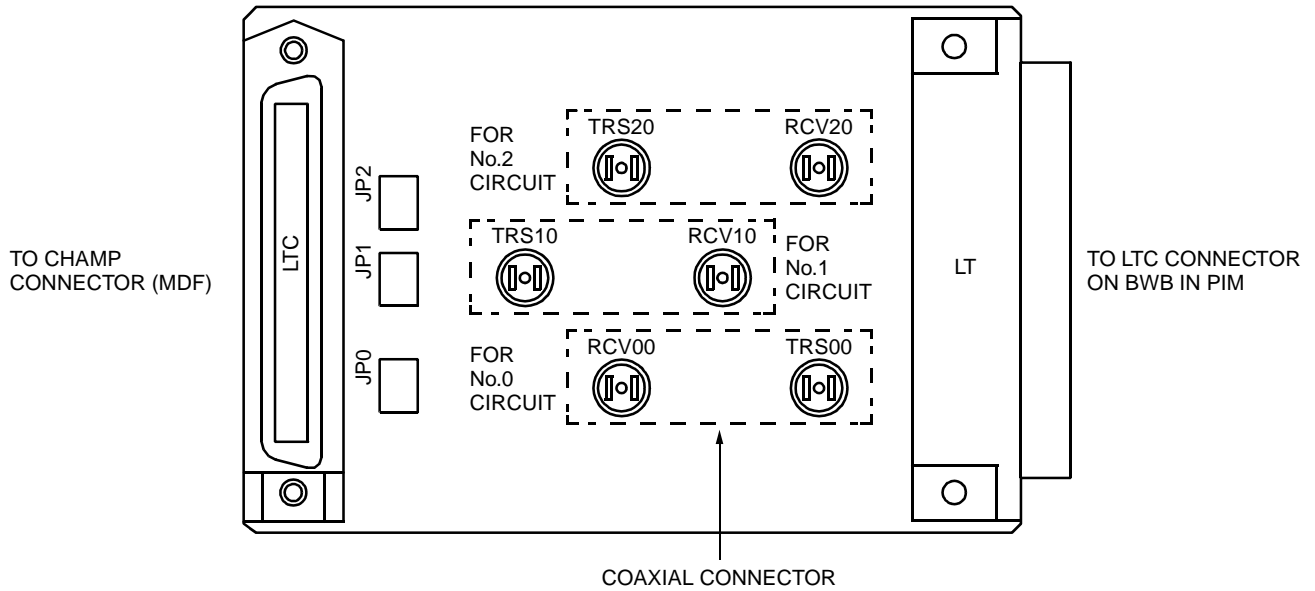 TRS20
RCV20
FOR
No.2
CIRCUIT
JP2
TRS10
RCV10
FOR
No.1
CIRCUIT
TO CHAMP
CONNECTOR (MDF)
LTC
JP1
LT
TO LTC CONNECTOR
ON BWB IN PIM
RCV00
TRS00
FOR
No.0
CIRCUIT
JP0
COAXIAL CONNECTOR